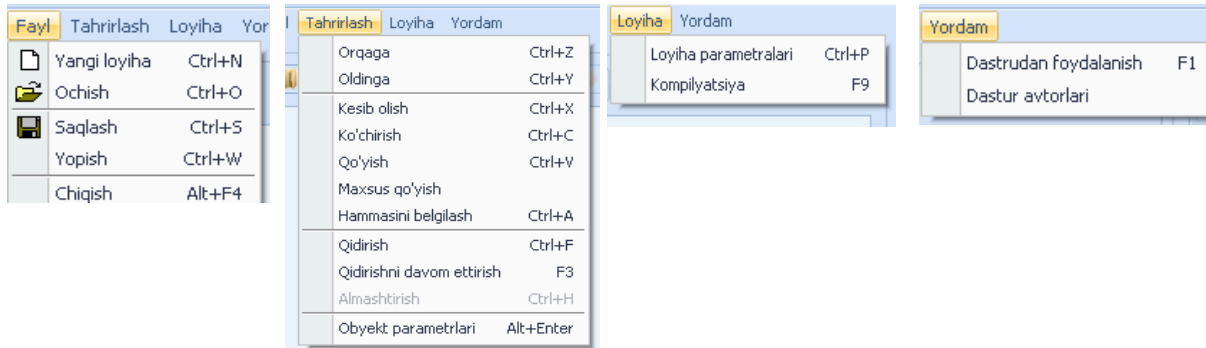 Fayl Tahrirlash Loyiha Yor
Yangi loyiha Ctrl+N
Ochish Ctrl+O
Saqlash Ctrl+S
Yopish Ctrl+W
Chiqish Alt+F4
Tahrirlash Loyiha Yordam
Orqaga Ctrl+Z
Oldinga Ctrl+Y
Kesib olish Ctrl+X
Ko'chirish Ctrl+C
Qo'yish Ctrl+V
Maxsus qo'yish
Hammasini belgilash Ctrl+A
Qidirish Ctrl+F
Qidirishni davom ettirish F3
Almashtirish Ctrl+H
Obyekt parametrlari Alt+Enter
Loyiha Yordam
Loyiha parametralari Ctrl+P
Kompilyatsiya F9
Yordam
Dastrudan foydalanish F1
Dastur avtorlari